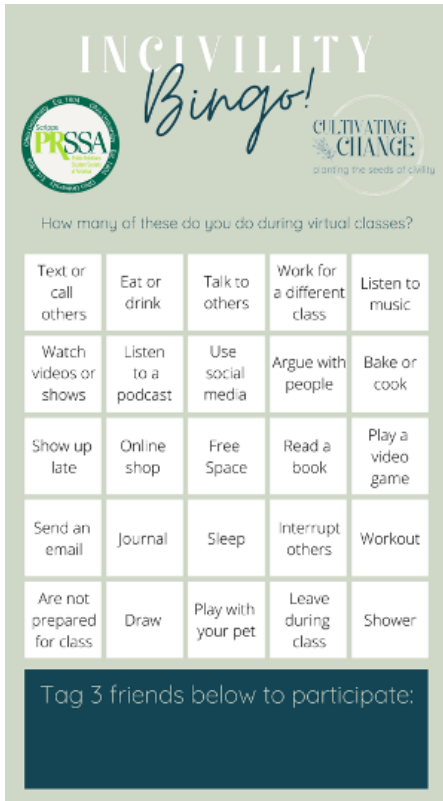 INCIVILITY
Bingo!
Scripps
PRSSA
CULTIVATING
CHANGE
planting the seeds of civility
How many of these do you do during virtual classes?
Text or
call
others
Eat or
drink
Talk to
others
Work for
a different
class
Listen to
music
Watch
videos or
shows
Listen
to a
podcast
Use
social
media
Argue with
people
Bake or
cook
Show up
late
Online
shop
Free
Space
Read a
book
Play a
video
game
Send an
email
Journal
Sleep
Interrupt
others
Workout
Are not
prepared
for class
Draw
Play with
your pet
Leave
during
class
Shower
Tag 3 friends below to participate: